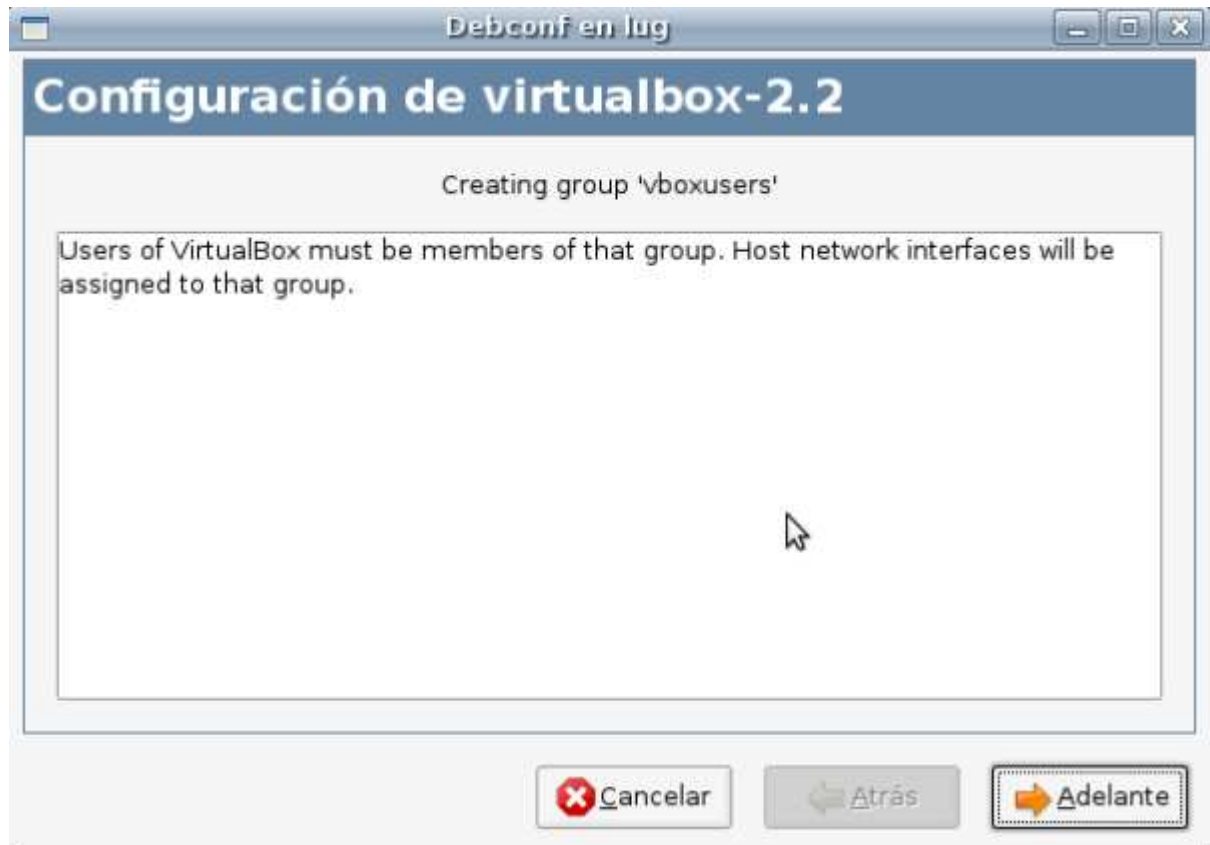 Debconf en lug
Configuración de virtualbox-2.2
Creating group 'vboxusers'
Users of VirtualBox must be members of that group. Host network interfaces will be
assigned to that group.
Cancelar
Atrás
Adelante